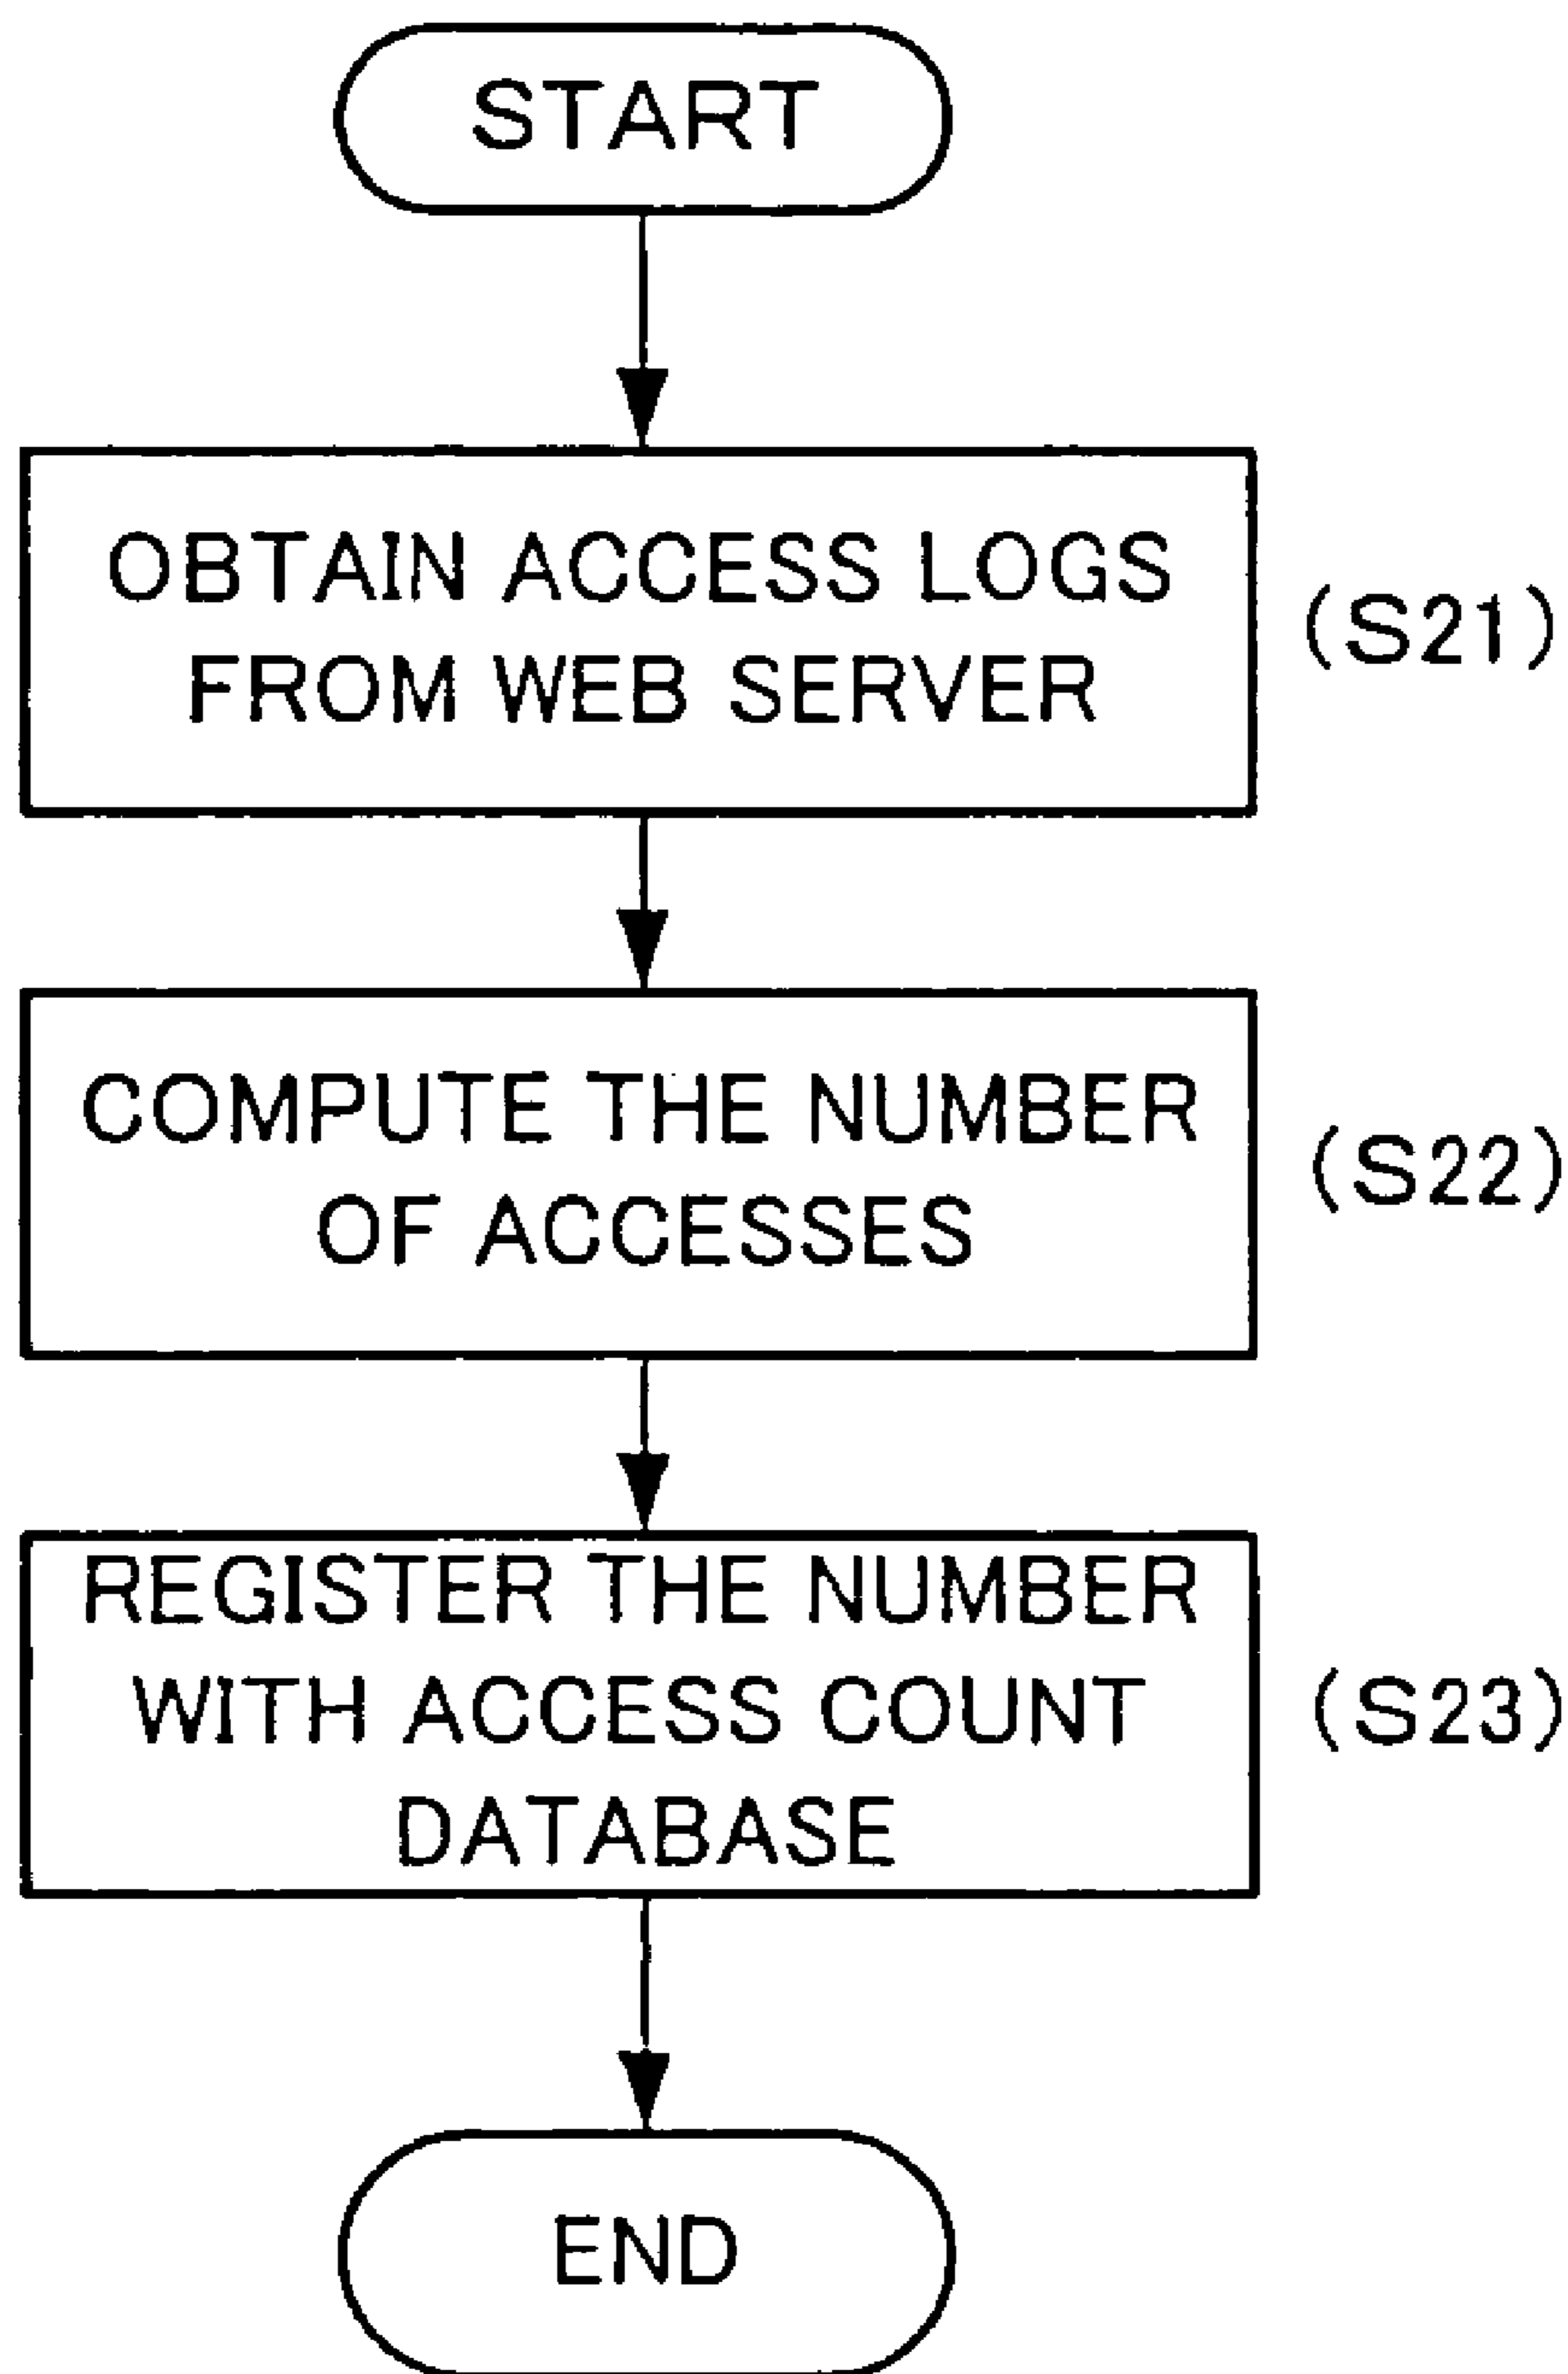 START
OBTAIN ACCESS LOGS
FROM WEB SERVER
(S21)
COMPUTE THE NUMBER
OF ACCESSES
(S22)
REGISTER THE NUMBER
WITH ACCESS COUNT
DATABASE
(S23)
END